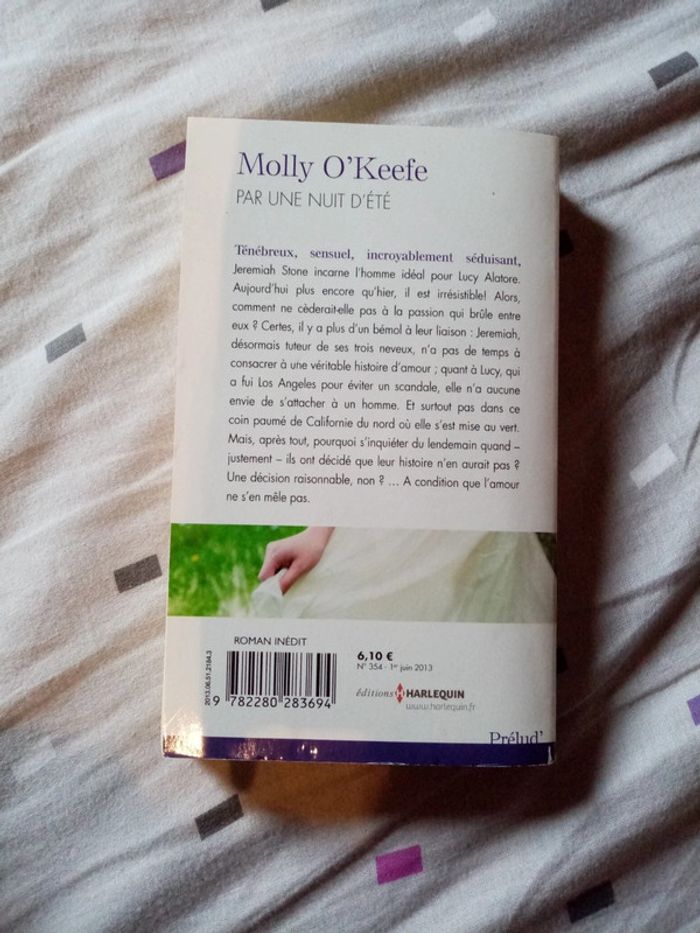 Molly O'Keefe
PAR UNE NUIT D'ÉTÉ
Ténébreux, sensuel, incroyablement séduisant,
Jeremiah Stone incarne l'homme idéal pour Lucy Alatore.
Aujourd'hui plus encore qu'hier, il est irrésistible! Alors,
comment ne cèderait-elle pas à la passion qui brûle entre
eux ? Certes, il y a plus d'un bémol à leur liaison : Jeremiah,
désormais tuteur de ses trois neveux, n'a pas de temps à
consacrer à une véritable histoire d'amour ; quant à Lucy, qui
a fui Los Angeles pour éviter un scandale, elle n'a aucune
envie de s'attacher à un homme. Et surtout pas dans ce
coin paumé de Californie du nord où elle s'est mise au vert.
Mais, après tout, pourquoi s'inquiéter du lendemain quand –
justement – ils ont décidé que leur histoire n'en aurait pas ?
Une décision raisonnable, non ? ... A condition que l'amour
ne s'en mêle pas.
ROMAN INÉDIT
2013.06.51.2184.3
9 782280 283694
6,10 €
N° 354 - 1er juin 2013
éditions HARLEQUIN
www.harlequin.fr
Prélud'